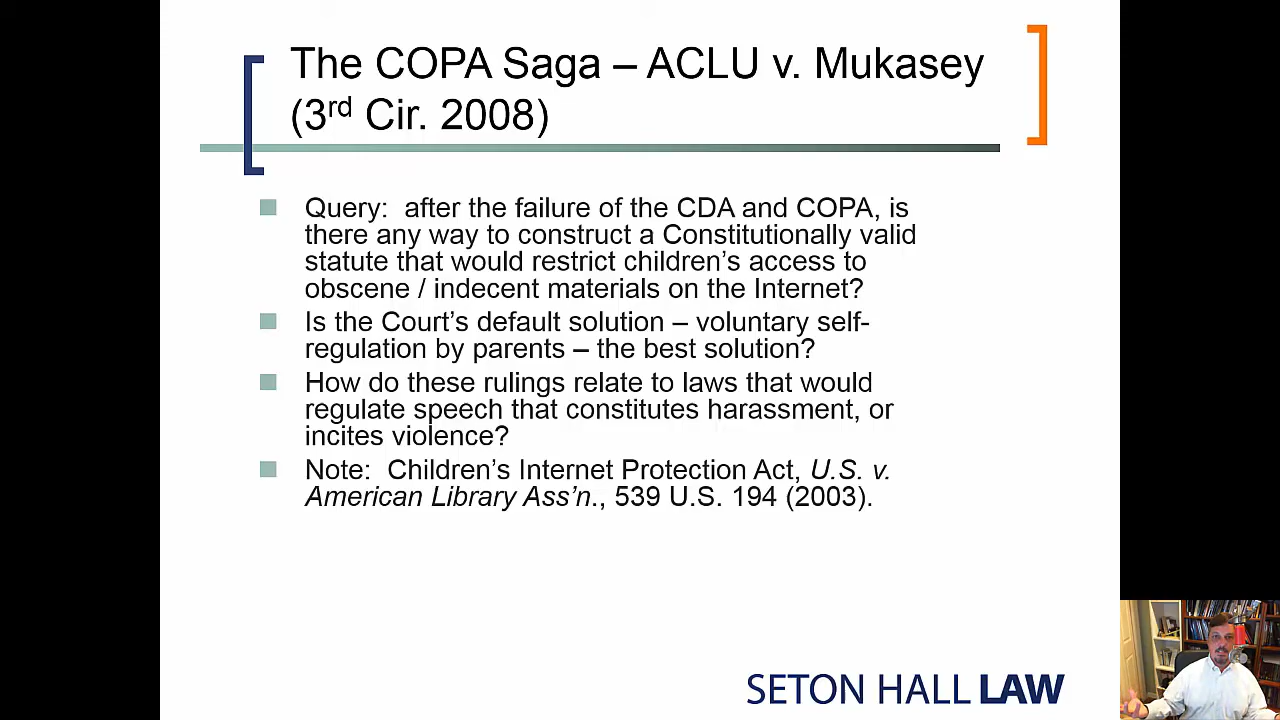 The COPA Saga – ACLU v. Mukasey
(3rd Cir. 2008)
Query: after the failure of the CDA and COPA, is
there any way to construct a Constitutionally valid
statute that would restrict children's access to
obscene / indecent materials on the Internet?
Is the Court's default solution – voluntary self-
regulation by parents – the best solution?
How do these rulings relate to laws that would
regulate speech that constitutes harassment, or
incites violence?
Note: Children's Internet Protection Act, U.S. v.
American Library Ass'n., 539 U.S. 194 (2003).
SETON HALL LAW